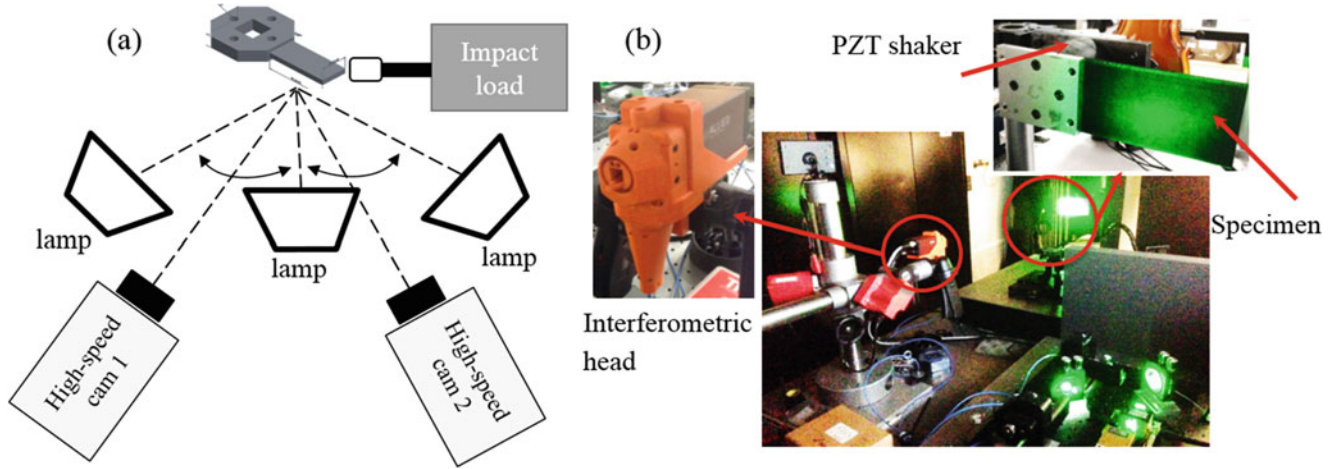 (a)
Impact
load
lamp
lamp
lamp
High-speed
cam 1
High-speed
cam 2
(b)
PZT shaker
Specimen
Interferometric
head